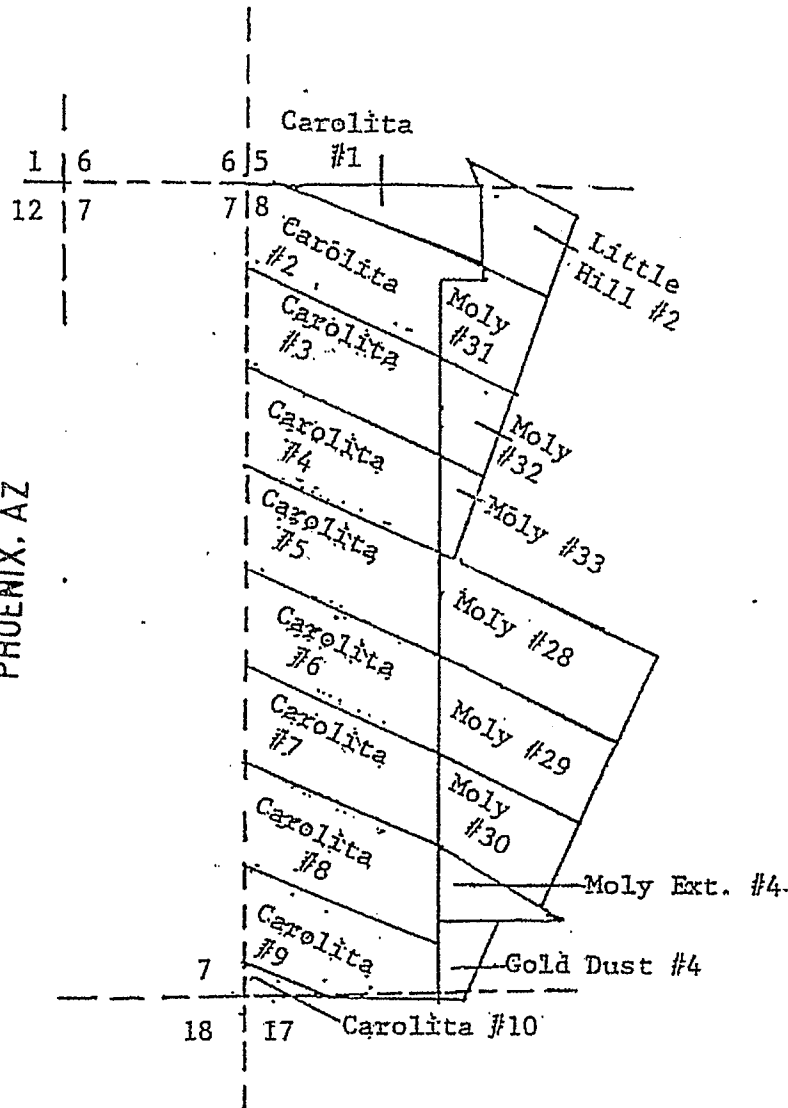 Carolita
#1
1 6
6 5
12 7
7 8
Little
Hill #2
Carolita
#2
Moly
#31
Carolita
#3
Moly
#32
Carolita
#4
Moly #33
Carolita
#5
PHOENIX, AZ
Moly #28
Carolita
#6
Moly #29
Carolita
#7
Moly
#30
Carolita
#8
Moly Ext. #4
Carolita
#9
Gold Dust #4
7
18 17
Carolita #10